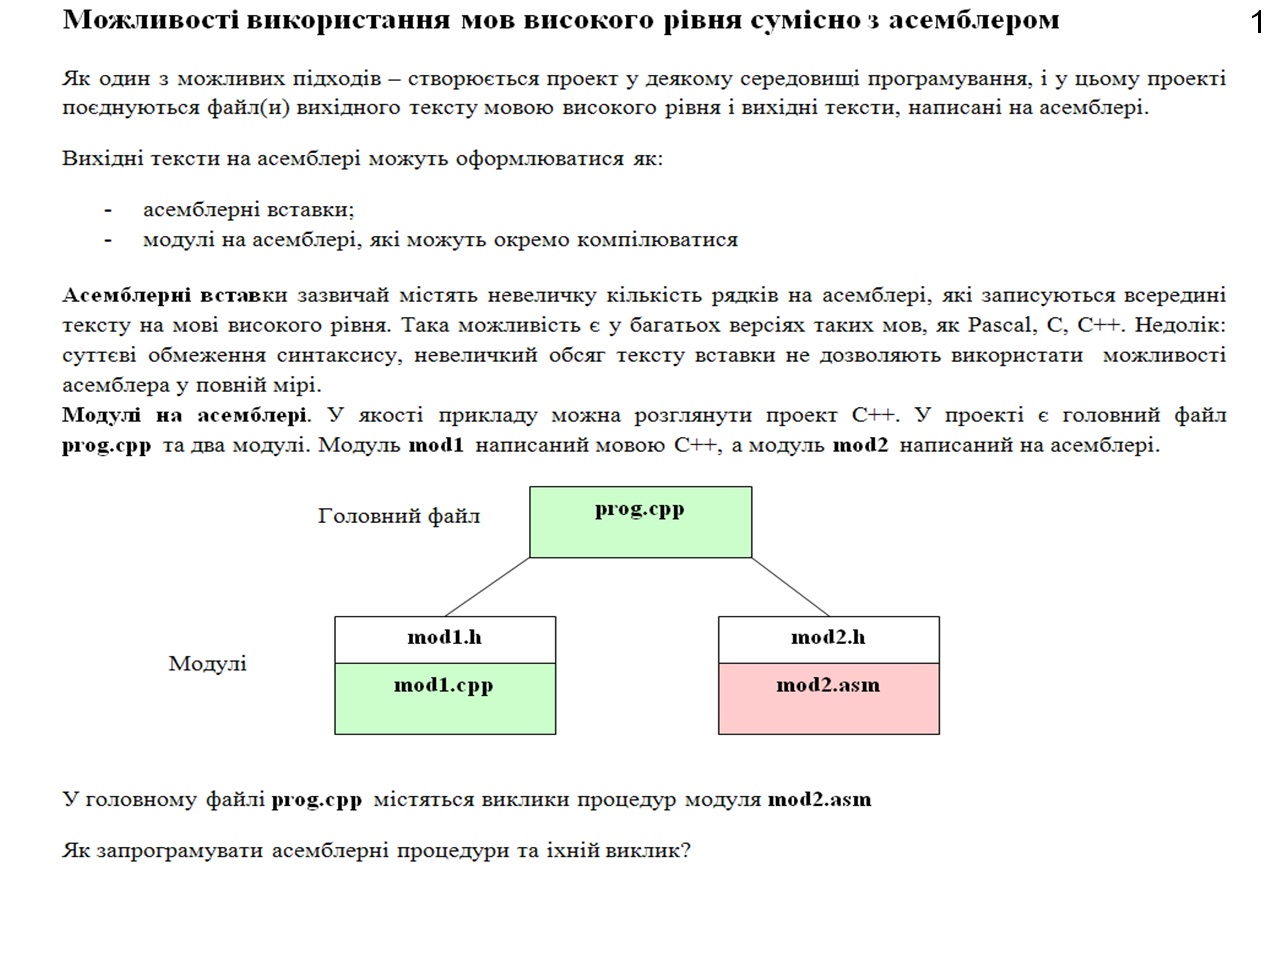 Можливості використання мов високого рівня сумісно з асемблером
1
Як один з можливих підходів – створюється проект у деякому середовищі програмування, і у цьому проекті
поєднуються файл(и) вихідного тексту мовою високого рівня і вихідні тексти, написані на асемблері.
Вихідні тексти на асемблері можуть оформлюватися як:
- асемблерні вставки;
- модулі на асемблері, які можуть окремо компілюватися
Асемблерні вставки зазвичай містять невеличку кількість рядків на асемблері, які записуються всередині
тексту на мові високого рівня. Така можливість є у багатьох версіях таких мов, як Pascal, C, C++. Недолік:
суттєві обмеження синтаксису, невеличкий обсяг тексту вставки не дозволяють використати можливості
асемблера у повній мірі.
Модулі на асемблері. У якості прикладу можна розглянути проект C++. У проекті є головний файл
prog.cpp та два модулі. Модуль mod1 написаний мовою C++, а модуль mod2 написаний на асемблері.
Головний файл
prog.cpp
mod1.h
mod2.h
Модулі
mod1.cpp
mod2.asm
У головному файлі prog.cpp містяться виклики процедур модуля mod2.asm
Як запрограмувати асемблерні процедури та іхній виклик?